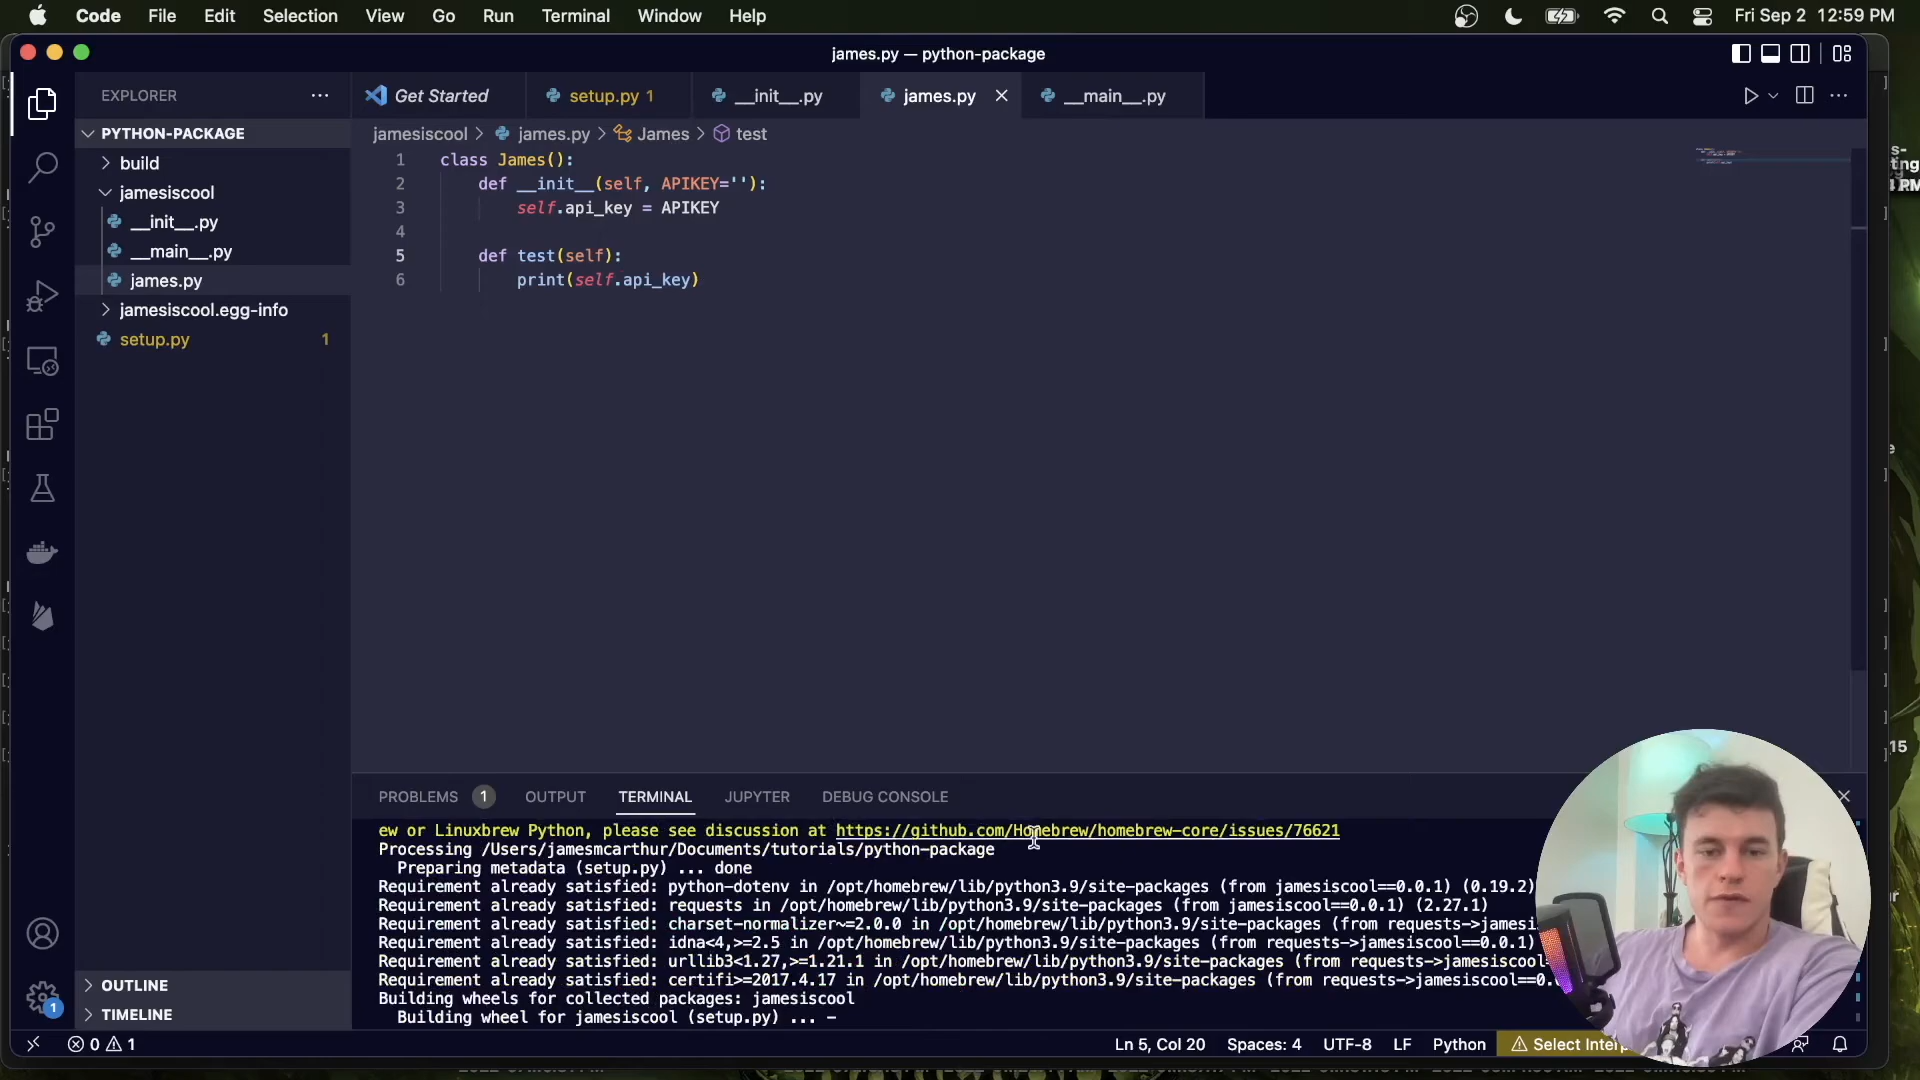 Code File Edit Selection View Go Run Terminal Window Help Fri Sep 2 12:59 PM
james.py — python-package
EXPLORER
Get Started
setup.py 1
__init__.py
james.py
__main__.py
PYTHON-PACKAGE
build
jamesiscool
__init__.py
__main__.py
james.py
jamesiscool.egg-info
setup.py 1
jamesiscool > james.py > James > test
1 class James():
2 def __init__(self, APIKEY=''):
3 self.api_key = APIKEY
4
5 def test(self):
6 print(self.api_key)
PROBLEMS 1 OUTPUT TERMINAL JUPYTER DEBUG CONSOLE
ew or Linuxbrew Python, please see discussion at https://github.com/Homebrew/homebrew-core/issues/76621
Processing /Users/jamesmcarthur/Documents/tutorials/python-package
Preparing metadata (setup.py) ... done
Requirement already satisfied: python-dotenv in /opt/homebrew/lib/python3.9/site-packages (from jamesiscool==0.0.1) (0.19.2)
Requirement already satisfied: requests in /opt/homebrew/lib/python3.9/site-packages (from jamesiscool==0.0.1) (2.27.1)
Requirement already satisfied: charset-normalizer~=2.0.0 in /opt/homebrew/lib/python3.9/site-packages (from requests->jamesi
Requirement already satisfied: idna<4,>=2.5 in /opt/homebrew/lib/python3.9/site-packages (from requests->jamesiscool==0.0.1)
Requirement already satisfied: urllib3<1.27,>=1.21.1 in /opt/homebrew/lib/python3.9/site-packages (from requests->jamesiscool=
Requirement already satisfied: certifi>=2017.4.17 in /opt/homebrew/lib/python3.9/site-packages (from requests->jamesiscool==0.
Building wheels for collected packages: jamesiscool
Building wheel for jamesiscool (setup.py) ... -
OUTLINE
TIMELINE
1
0 1
Ln 5, Col 20 Spaces: 4 UTF-8 LF Python Select Interp